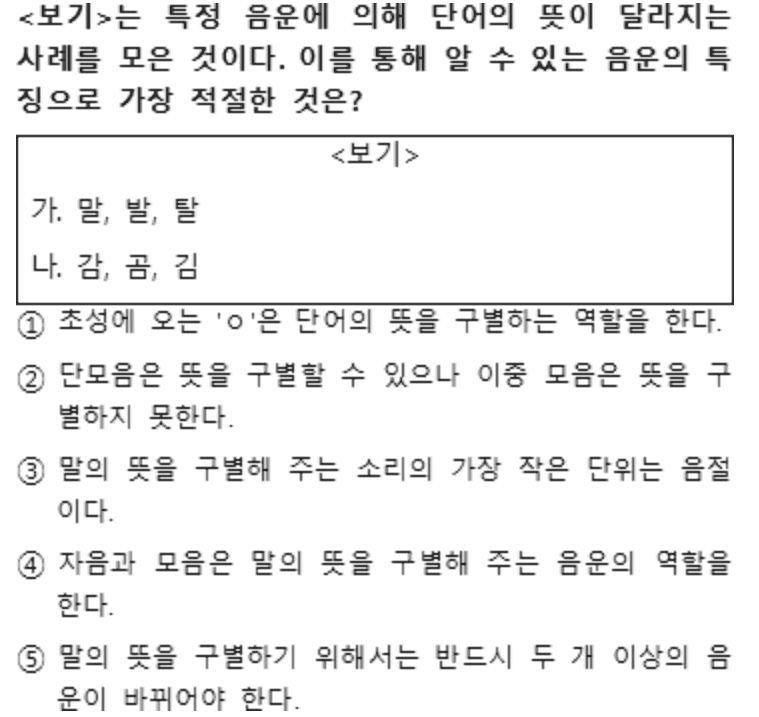 <보기>는 특정 음운에 의해 단어의 뜻이 달라지는
사례를 모은 것이다. 이를 통해 알 수 있는 음운의 특
징으로 가장 적절한 것은?
<보기>
가. 말, 발, 탈
나. 감, 곰, 김
① 초성에 오는 'ㅇ'은 단어의 뜻을 구별하는 역할을 한다.
② 단모음은 뜻을 구별할 수 있으나 이중 모음은 뜻을 구
별하지 못한다.
③ 말의 뜻을 구별해 주는 소리의 가장 작은 단위는 음절
이다.
④ 자음과 모음은 말의 뜻을 구별해 주는 음운의 역할을
한다.
⑤ 말의 뜻을 구별하기 위해서는 반드시 두 개 이상의 음
운이 바뀌어야 한다.